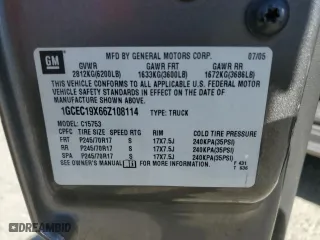 GM
MFD BY GENERAL MOTORS CORP. 07/05
GVWR GAWR FRT GAWR RR
2812KG(6200LB) 1633KG(3600LB) 1672KG(3686LB)
THIS VEHICLE CONFORMS TO ALL APPLICABLE U.S. FEDERAL MOTOR
VEHICLE SAFETY STANDARDS IN EFFECT ON THE DATE OF
MANUFACTURE SHOWN ABOVE.
1GCEC19X66Z108114 TYPE: TRUCK
MODEL: C15753
CPFC TIRE SIZE SPEED RTG RIM COLD TIRE PRESSURE
FRT P245/70R17 S 17X7.5J 240KPA(35PSI)
RR P245/70R17 S 17X7.5J 240KPA(35PSI)
SPA P245/70R17 S 17X7.5J 240KPA(35PSI)
SEE OWNER'S MANUAL